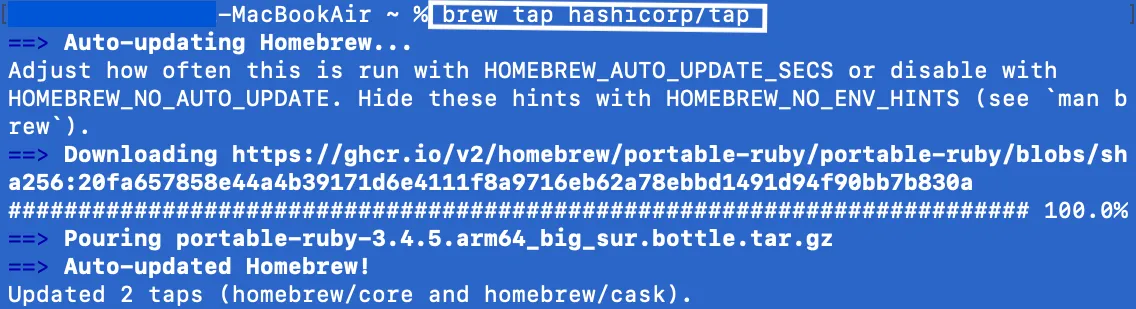 [ -MacBookAir ~ % brew tap hashicorp/tap ]
==> Auto-updating Homebrew...
Adjust how often this is run with HOMEBREW_AUTO_UPDATE_SECS or disable with
HOMEBREW_NO_AUTO_UPDATE. Hide these hints with HOMEBREW_NO_ENV_HINTS (see `man b
rew`).
==> Downloading https://ghcr.io/v2/homebrew/portable-ruby/portable-ruby/blobs/sh
a256:20fa657858e44a4b39171d6e4111f8a9716eb62a78ebbd1491d94f90bb7b830a
######################################################################### 100.0%
==> Pouring portable-ruby-3.4.5.arm64_big_sur.bottle.tar.gz
==> Auto-updated Homebrew!
Updated 2 taps (homebrew/core and homebrew/cask).